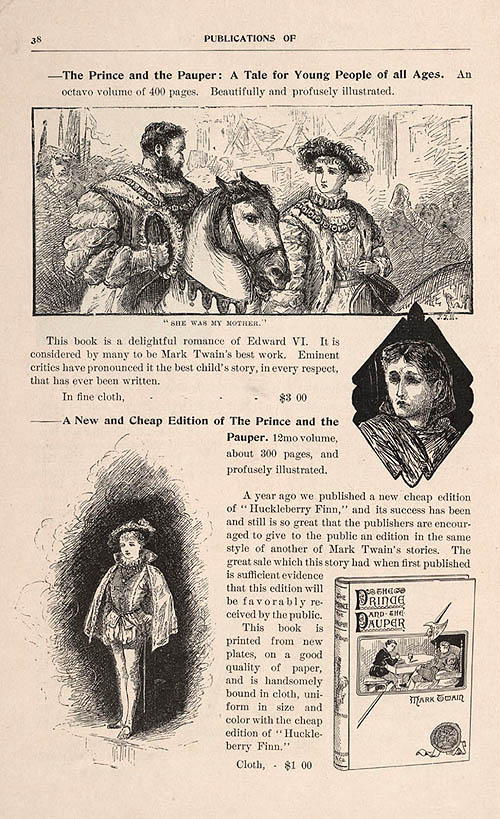 38
PUBLICATIONS OF
—The Prince and the Pauper: A Tale for Young People of all Ages. An
octavo volume of 400 pages. Beautifully and profusely illustrated.
"SHE WAS MY MOTHER."
This book is a delightful romance of Edward VI. It is
considered by many to be Mark Twain's best work. Eminent
critics have pronounced it the best child's story, in every respect,
that has ever been written.
In fine cloth, - - - $3 00
—A New and Cheap Edition of The Prince and the
Pauper. 12mo volume,
about 300 pages, and
profusely illustrated.
A year ago we published a new cheap edition
of "Huckleberry Finn," and its success has been
and still is so great that the publishers are encour-
aged to give to the public an edition in the same
style of another of Mark Twain's stories. The
great sale which this story had when first published
is sufficient evidence
that this edition will
be favorably re-
ceived by the public.
This book is
printed from new
plates, on a good
quality of paper,
and is handsomely
bound in cloth, uni-
form in size and
color with the cheap
edition of "Huckle-
berry Finn."
Cloth, - $1 00
THE
PRINCE
AND THE
PAUPER
MARK TWAIN